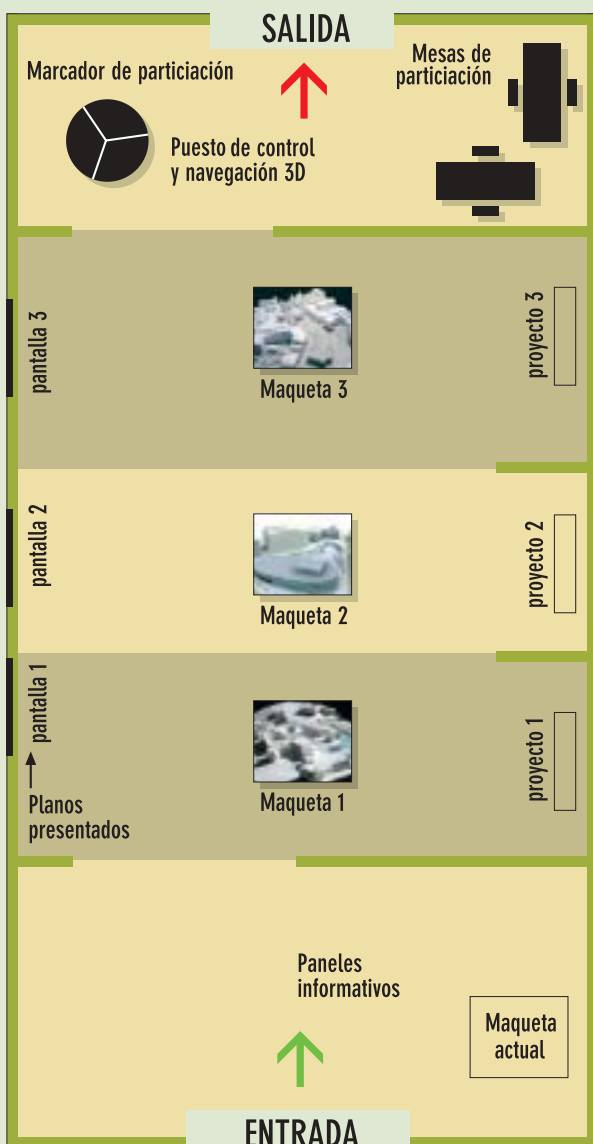 SALIDA
Marcador de particiación
Mesas de
particiación
Puesto de control
y navegación 3D
pantalla 3
Maqueta 3
proyecto 3
pantalla 2
Maqueta 2
proyecto 2
pantalla 1
Maqueta 1
proyecto 1
Planos
presentados
Paneles
informativos
Maqueta
actual
ENTRADA